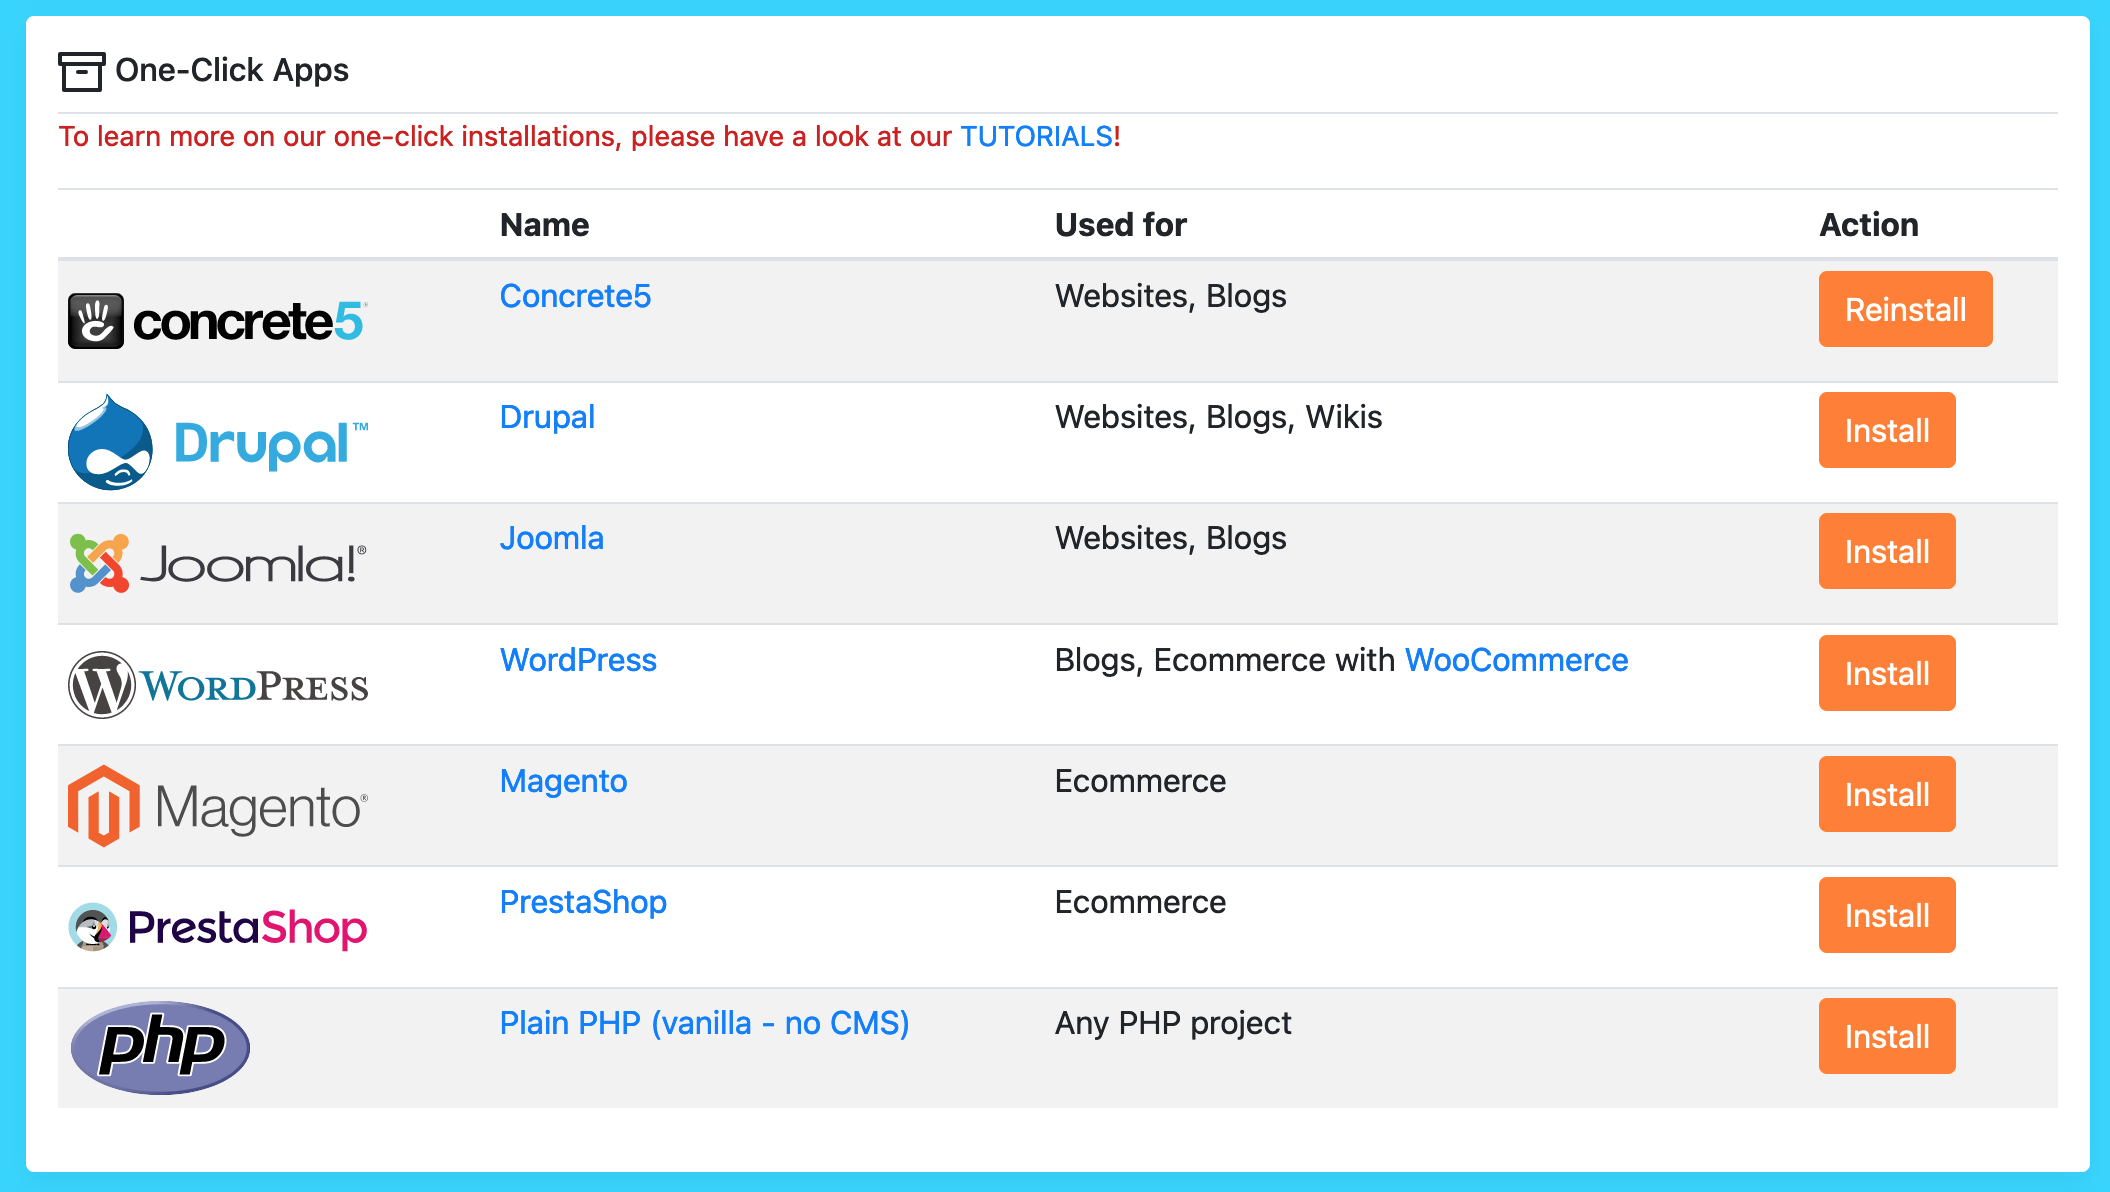 One-Click Apps
To learn more on our one-click installations, please have a look at our TUTORIALS!
Name Used for Action
concrete5® Concrete5 Websites, Blogs Reinstall
Drupal™ Drupal Websites, Blogs, Wikis Install
Joomla!® Joomla Websites, Blogs Install
WORDPRESS WordPress Blogs, Ecommerce with WooCommerce Install
Magento® Magento Ecommerce Install
PrestaShop PrestaShop Ecommerce Install
php Plain PHP (vanilla - no CMS) Any PHP project Install